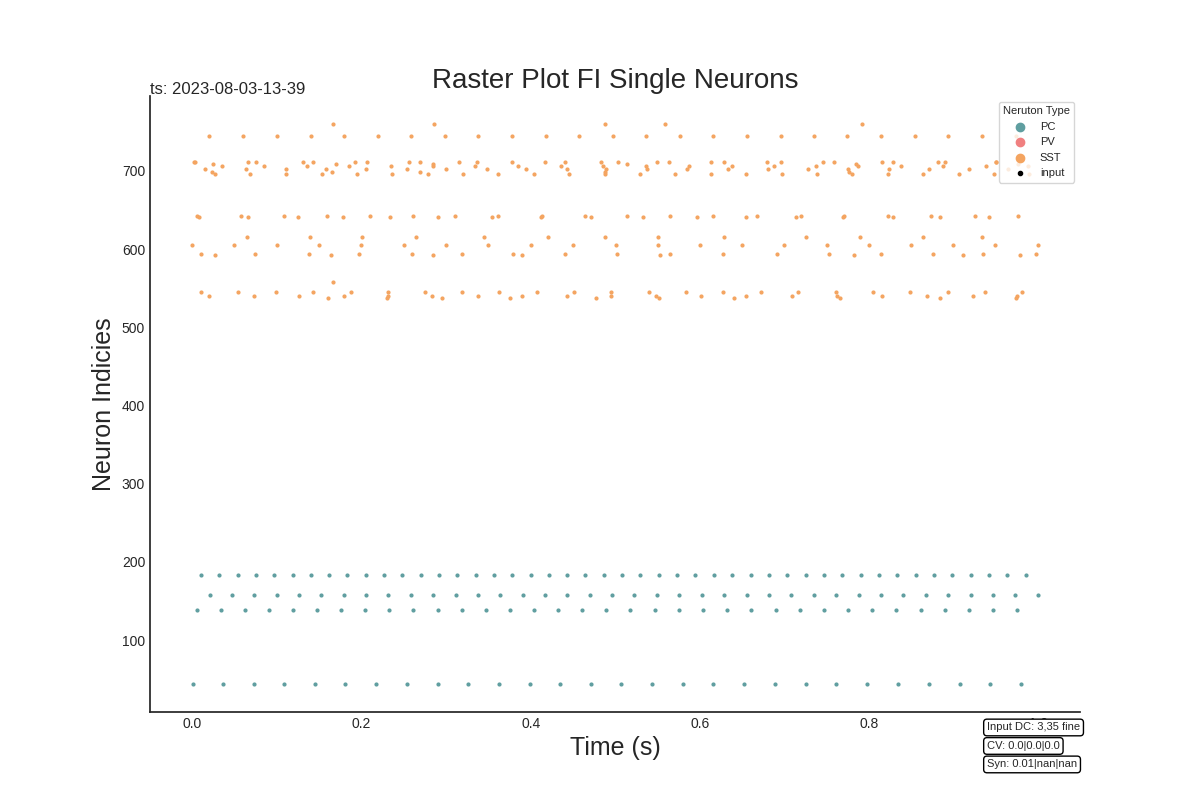 Raster Plot FI Single Neurons
ts: 2023-08-03-13-39
Neruton Type
PC
PV
SST
input
Neuron Indicies
700
600
500
400
300
200
100
0.0 0.2 0.4 0.6 0.8
Time (s)
Input DC: 3,35 fine
CV: 0.0|0.0|0.0
Syn: 0.01|nan|nan